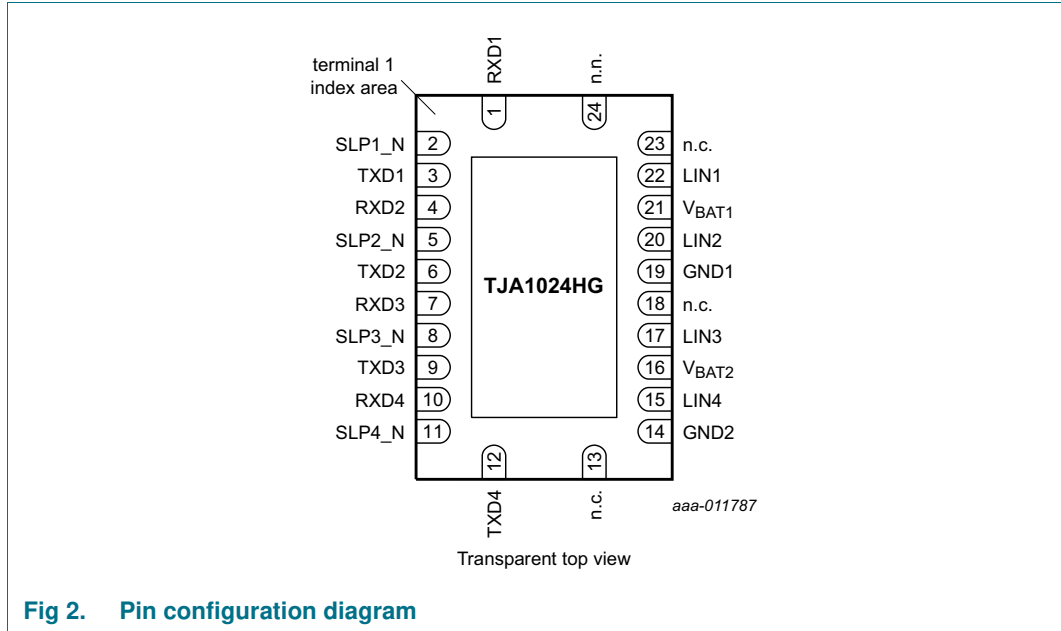 terminal 1
index area
RXD1
n.n.
1
24
SLP1_N 2
TXD1 3
RXD2 4
SLP2_N 5
TXD2 6
RXD3 7
SLP3_N 8
TXD3 9
RXD4 10
SLP4_N 11
TJA1024HG
23 n.c.
22 LIN1
21 VBAT1
20 LIN2
19 GND1
18 n.c.
17 LIN3
16 VBAT2
15 LIN4
14 GND2
12
13
TXD4
n.c.
aaa-011787
Transparent top view
Fig 2. Pin configuration diagram